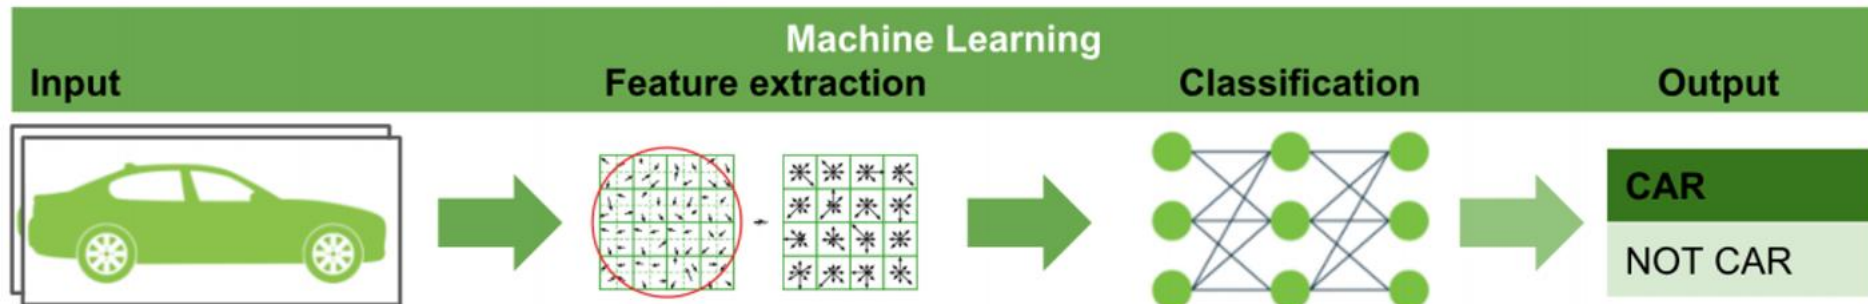 Machine Learning
Input Feature extraction Classification Output
CAR
NOT CAR